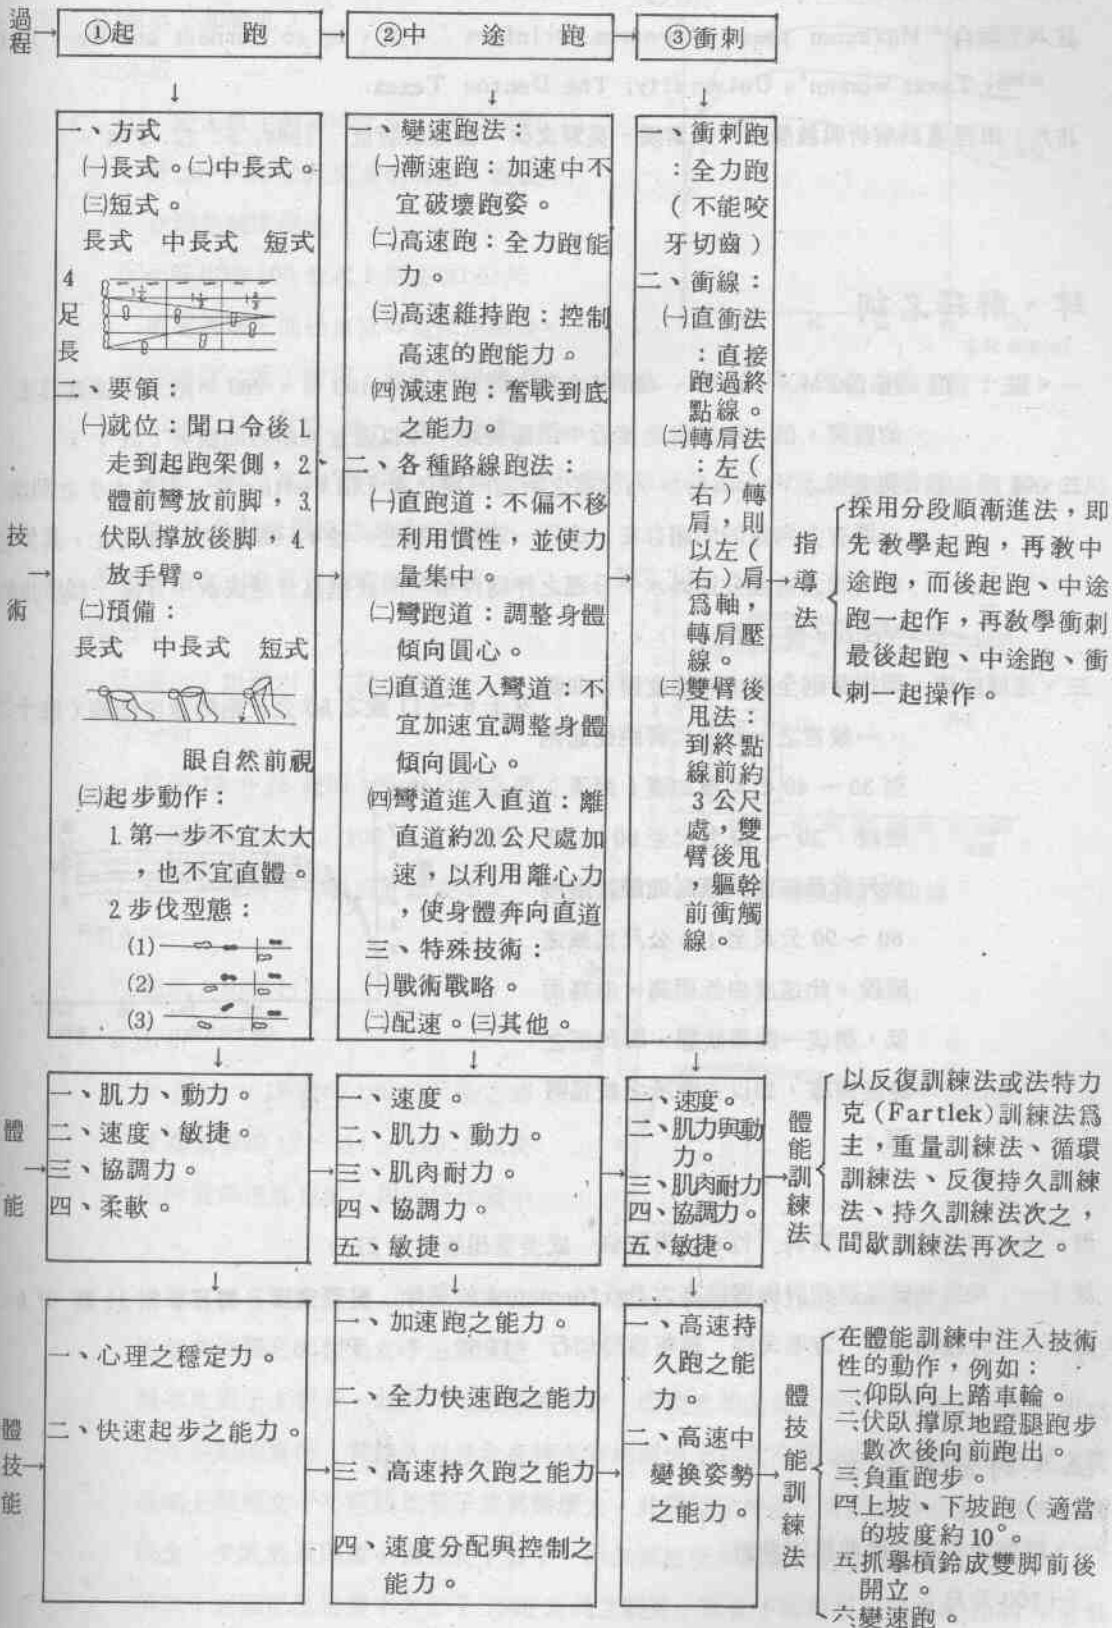 過程→ ①起　跑 → ②中　途　跑 → ③衝刺
技術
一、方式
㈠長式。㈡中長式。
㈢短式。
長式　中長式　短式
4足長
二、要領：
㈠就位：聞口令後1.
走到起跑架側，2.
體前彎放前脚，3.
伏臥撐放後脚，4.
放手臂。
㈡預備：
長式　中長式　短式
眼自然前視
㈢起步動作：
1.第一步不宜太大
，也不宜直體。
2步伐型態：
(1)
(2)
(3)
一、變速跑法：
㈠漸速跑：加速中不
宜破壞跑姿。
㈡高速跑：全力跑能
力。
㈢高速維持跑：控制
高速的跑能力。
㈣減速跑：奮戰到底
之能力。
二、各種路線跑法：
㈠直跑道：不偏不移
利用慣性，並使力
量集中。
㈡彎跑道：調整身體
傾向圓心。
㈢直道進入彎道：不
宜加速宜調整身體
傾向圓心。
㈣彎道進入直道：離
直道約20公尺處加
速，以利用離心力
，使身體奔向直道
三、特殊技術：
㈠戰術戰略。
㈡配速。㈢其他。
一、衝刺跑
：全力跑
（不能咬
牙切齒）
二、衝線：
㈠直衝法
：直接
跑過終
點線。
㈡轉肩法
：左（
右）轉
肩，則
以左（
右）肩
爲軸，
轉肩壓
線。
㈢雙臂後
甩法：
到終點
線前約
3公尺
處，雙
臂後甩
，軀幹
前衝觸
線。
指導法
採用分段順漸進法，即
先教學起跑，再教中
途跑，而後起跑、中途
跑一起作，再教學衝刺
最後起跑、中途跑、衝
刺一起操作。
體能
一、肌力、動力。
二、速度、敏捷。
三、協調力。
四、柔軟。
一、速度。
二、肌力、動力。
三、肌肉耐力。
四、協調力。
五、敏捷。
一、速度。
二、肌力與動
力。
三、肌肉耐力
四、協調力。
五、敏捷。
體能訓練法
以反復訓練法或法特力
克（Fartlek）訓練法爲
主，重量訓練法、循環
訓練法、反復持久訓練
法、持久訓練法次之，
間歇訓練法再次之。
體技能
一、心理之穩定力。
二、快速起步之能力。
一、加速跑之能力。
二、全力快速跑之能力
三、高速持久跑之能力
四、速度分配與控制之
能力。
一、高速持
久跑之能
力。
二、高速中
變換姿勢
之能力。
體技能訓練法
在體能訓練中注入技術
性的動作，例如：
一、仰臥向上踏車輪。
二、伏臥撐原地蹬腿跑步
數次後向前跑出。
三、負重跑步。
四、上坡、下坡跑（適當
的坡度約10°。
五、抓舉槓鈴成雙脚前後
開立。
六、變速跑。